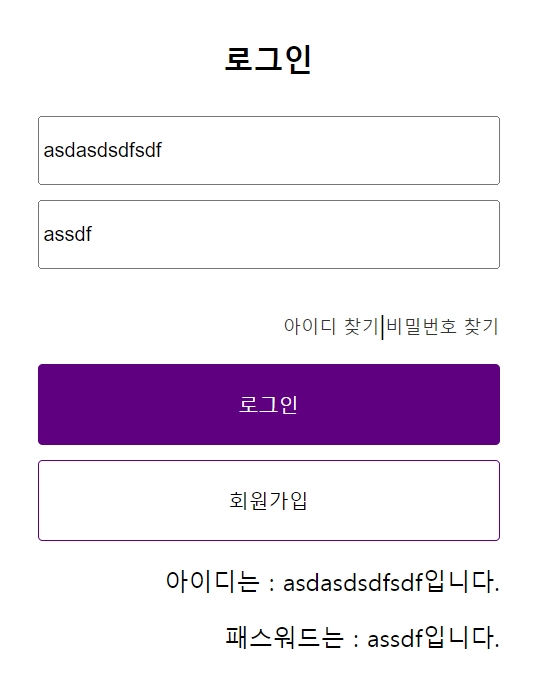 로그인
asdasdsdfsdf
assdf
아이디 찾기|비밀번호 찾기
로그인
회원가입
아이디는 : asdasdsdfsdf입니다.
패스워드는 : assdf입니다.